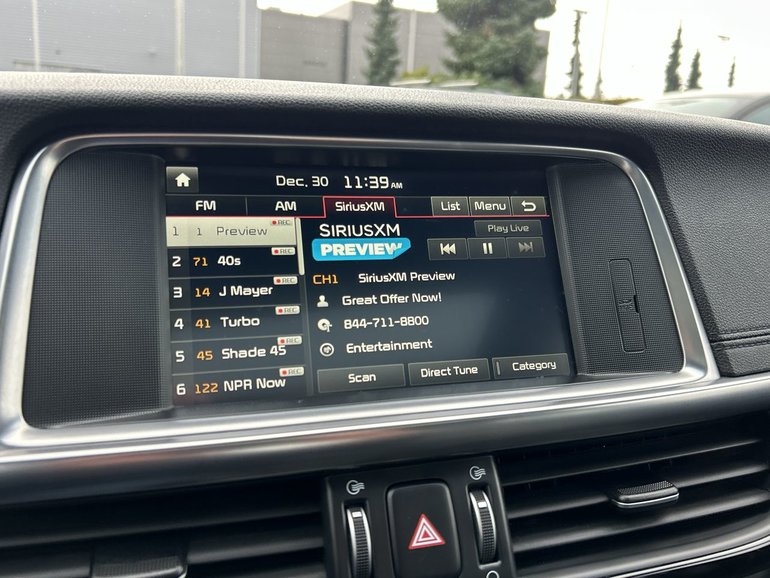 Dec. 30 11:39 AM
FM AM SiriusXM List Menu
1 1 Preview REC
2 71 40s REC
3 14 J Mayer REC
4 41 Turbo REC
5 45 Shade 45 REC
6 122 NPR Now REC
SIRIUSXM Play Live
PREVIEW
CH1 SiriusXM Preview
Great Offer Now!
844-711-8800
Entertainment
Scan Direct Tune Category